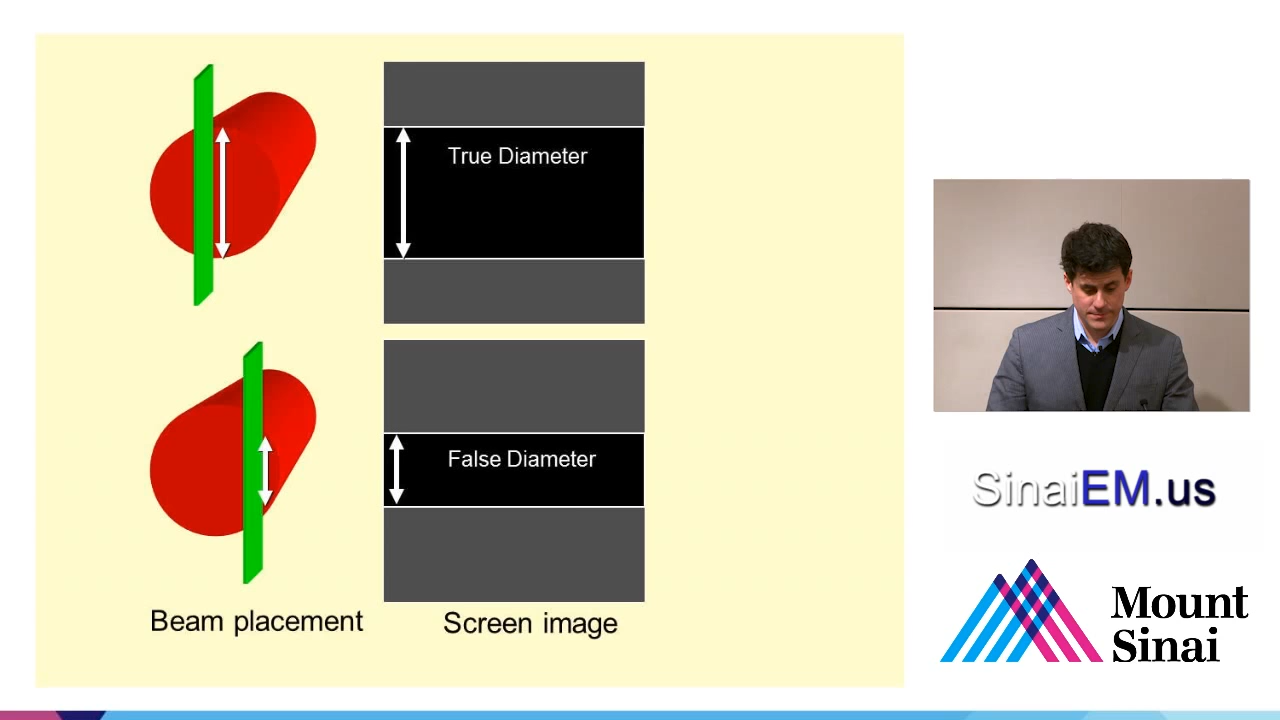 True Diameter
False Diameter
Beam placement
Screen image
SinaiEM.us
Mount
Sinai